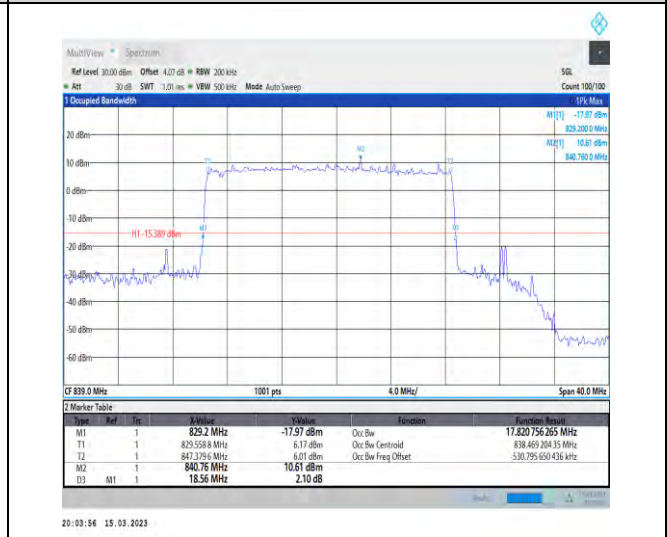 MultiView Spectrum
Ref Level 30.00 dBm Offset 4.07 dB RBW 200 kHz SGL
Att 30 dB SWT 1.01 ms VBW 500 kHz Mode Auto Sweep Count 100/100
1 Occupied Bandwidth 1Pk Max
M1[1] -17.97 dBm
829.200 0 MHz
M2[1] 10.61 dBm
840.760 0 MHz
20 dBm
M2
10 dBm
T1 T2
0 dBm
-10 dBm
M1 D3
H1 -15.389 dBm
-20 dBm
-30 dBm
-40 dBm
-50 dBm
-60 dBm
CF 839.0 MHz 1001 pts 4.0 MHz/ Span 40.0 MHz
2 Marker Table
Type Ref Trc X-Value Y-Value Function Function Result
M1 1 829.2 MHz -17.97 dBm Occ Bw 17.820 756 265 MHz
T1 1 829.558 8 MHz 6.17 dBm Occ Bw Centroid 838.469 204 35 MHz
T2 1 847.379 6 MHz 6.01 dBm Occ Bw Freq Offset -530.795 650 436 kHz
M2 1 840.76 MHz 10.61 dBm
D3 M1 1 18.56 MHz 2.10 dB
20:03:56 15.03.2023